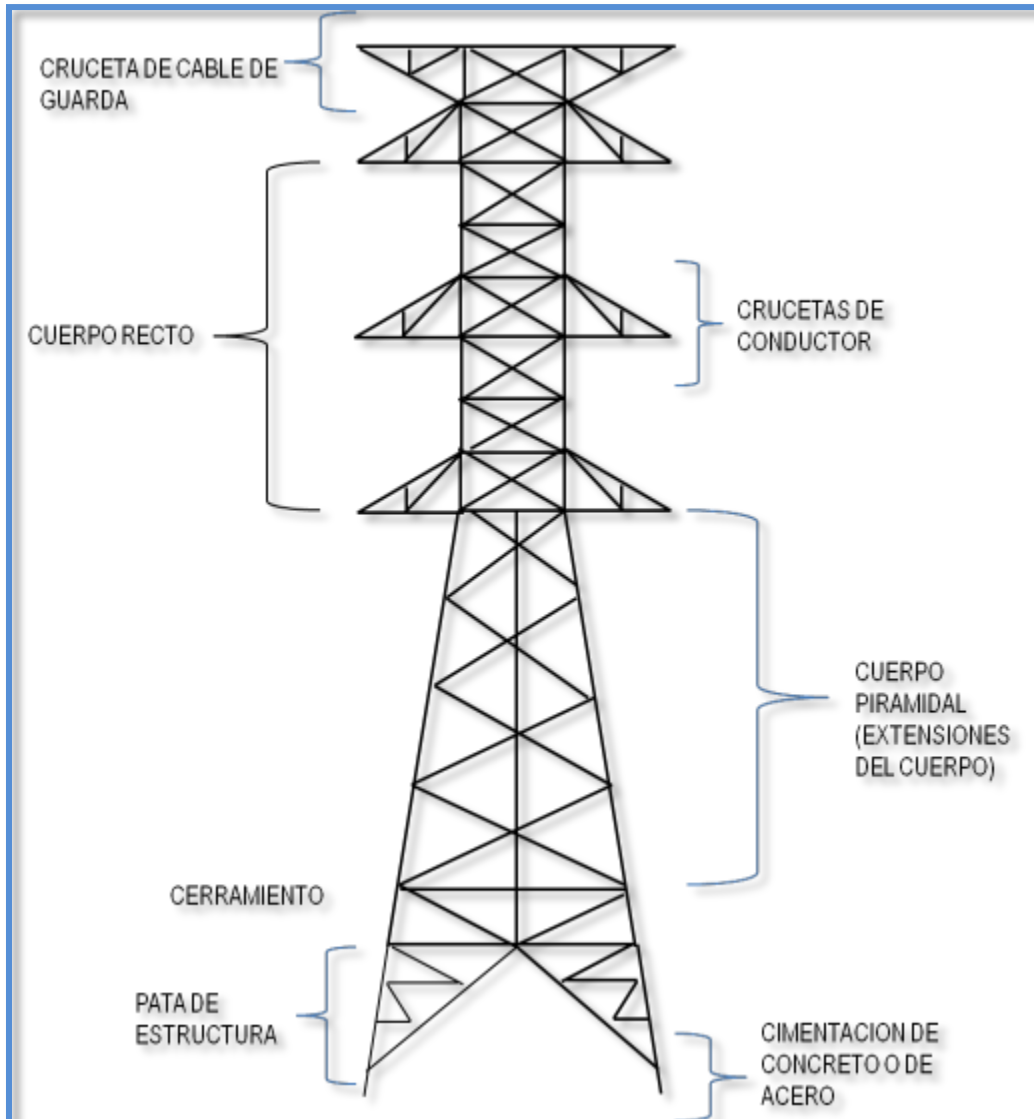 CRUCETA DE CABLE DE
GUARDA
CUERPO RECTO
CRUCETAS DE
CONDUCTOR
CUERPO
PIRAMIDAL
(EXTENSIONES
DEL CUERPO)
CERRAMIENTO
PATA DE
ESTRUCTURA
CIMENTACION DE
CONCRETO O DE
ACERO